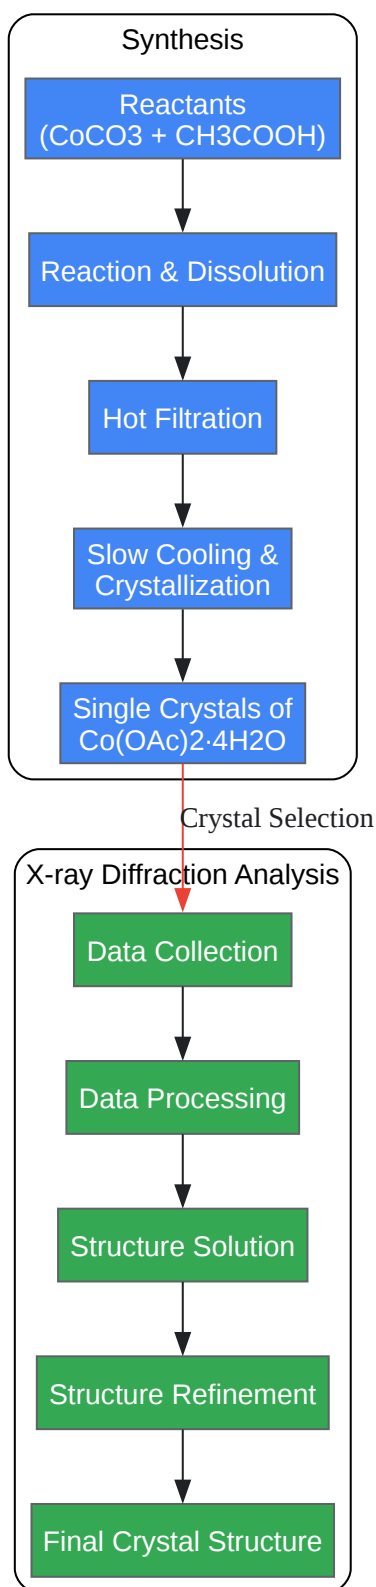 Synthesis
Reactants
(CoCO3 + CH3COOH)
Reaction & Dissolution
Hot Filtration
Slow Cooling &
Crystallization
Single Crystals of
Co(OAc)2·4H2O
Crystal Selection
X-ray Diffraction Analysis
Data Collection
Data Processing
Structure Solution
Structure Refinement
Final Crystal Structure